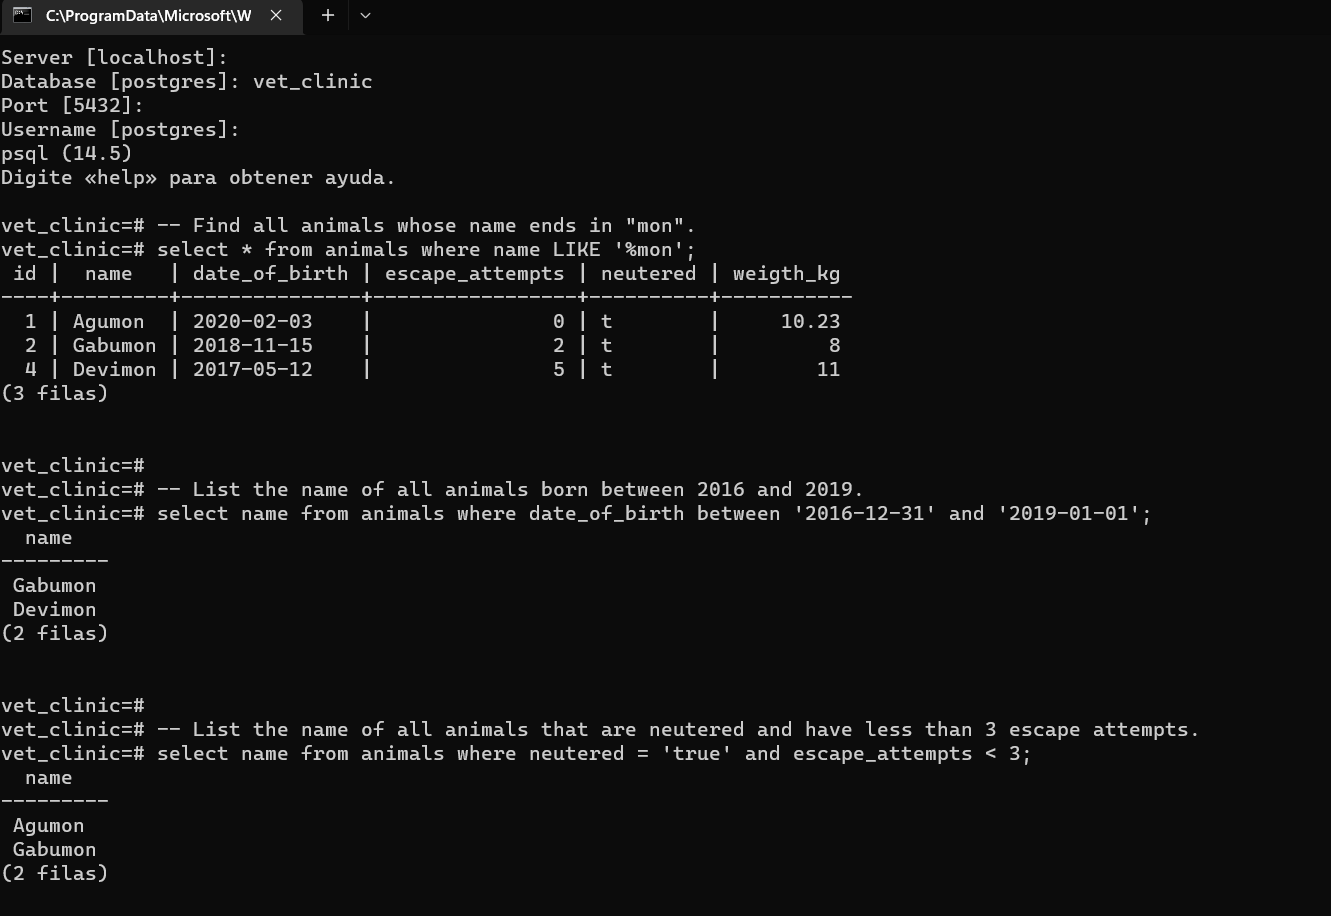 C:\ProgramData\Microsoft\W
Server [localhost]:
Database [postgres]: vet_clinic
Port [5432]:
Username [postgres]:
psql (14.5)
Digite «help» para obtener ayuda.
vet_clinic=# -- Find all animals whose name ends in "mon".
vet_clinic=# select * from animals where name LIKE '%mon';
 id |  name   | date_of_birth | escape_attempts | neutered | weigth_kg
----+---------+---------------+-----------------+----------+-----------
  1 | Agumon  | 2020-02-03    |               0 | t        |     10.23
  2 | Gabumon | 2018-11-15    |               2 | t        |         8
  4 | Devimon | 2017-05-12    |               5 | t        |        11
(3 filas)
vet_clinic=#
vet_clinic=# -- List the name of all animals born between 2016 and 2019.
vet_clinic=# select name from animals where date_of_birth between '2016-12-31' and '2019-01-01';
  name
---------
 Gabumon
 Devimon
(2 filas)
vet_clinic=#
vet_clinic=# -- List the name of all animals that are neutered and have less than 3 escape attempts.
vet_clinic=# select name from animals where neutered = 'true' and escape_attempts < 3;
  name
---------
 Agumon
 Gabumon
(2 filas)